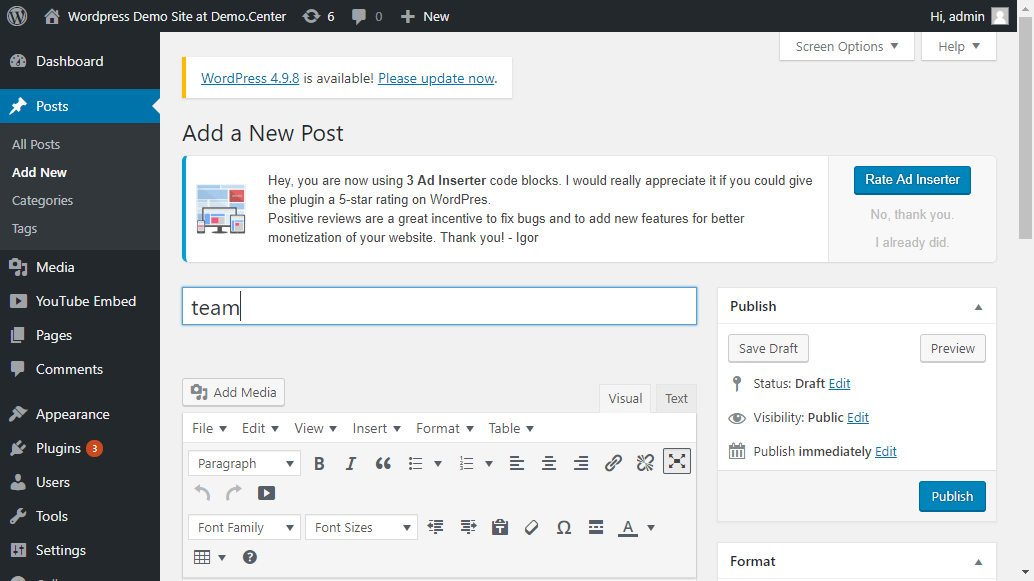 Wordpress Demo Site at Demo.Center 6 0 New Hi, admin
Screen Options Help
Dashboard
Posts
All Posts
Add New
Categories
Tags
Media
YouTube Embed
Pages
Comments
Appearance
Plugins 3
Users
Tools
Settings
WordPress 4.9.8 is available! Please update now.
Add a New Post
Hey, you are now using 3 Ad Inserter code blocks. I would really appreciate it if you could give
the plugin a 5-star rating on WordPres.
Positive reviews are a great incentive to fix bugs and to add new features for better
monetization of your website. Thank you! - Igor
Rate Ad Inserter
No, thank you.
I already did.
team
Add Media
Visual Text
File Edit View Insert Format Table
Paragraph B I
Font Family Font Sizes Ω A
Publish
Save Draft Preview
Status: Draft Edit
Visibility: Public Edit
Publish immediately Edit
Publish
Format